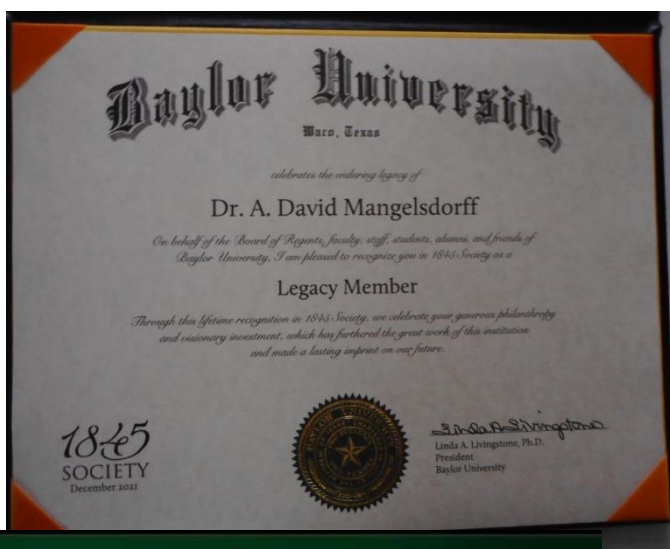 Baylor University
Waco, Texas
celebrates the enduring legacy of
Dr. A. David Mangelsdorff
On behalf of the Board of Regents, faculty, staff, students, alumni, and friends of
Baylor University, I am pleased to recognize you in 1845 Society as a
Legacy Member
Through this lifetime recognition in 1845 Society, we celebrate your generous philanthropy
and visionary investment, which has furthered the great work of this institution
and made a lasting imprint on our future.
1845
SOCIETY
December 2021
BAYLOR UNIVERSITY
Linda A. Livingstone
Linda A. Livingstone, Ph.D.
President
Baylor University